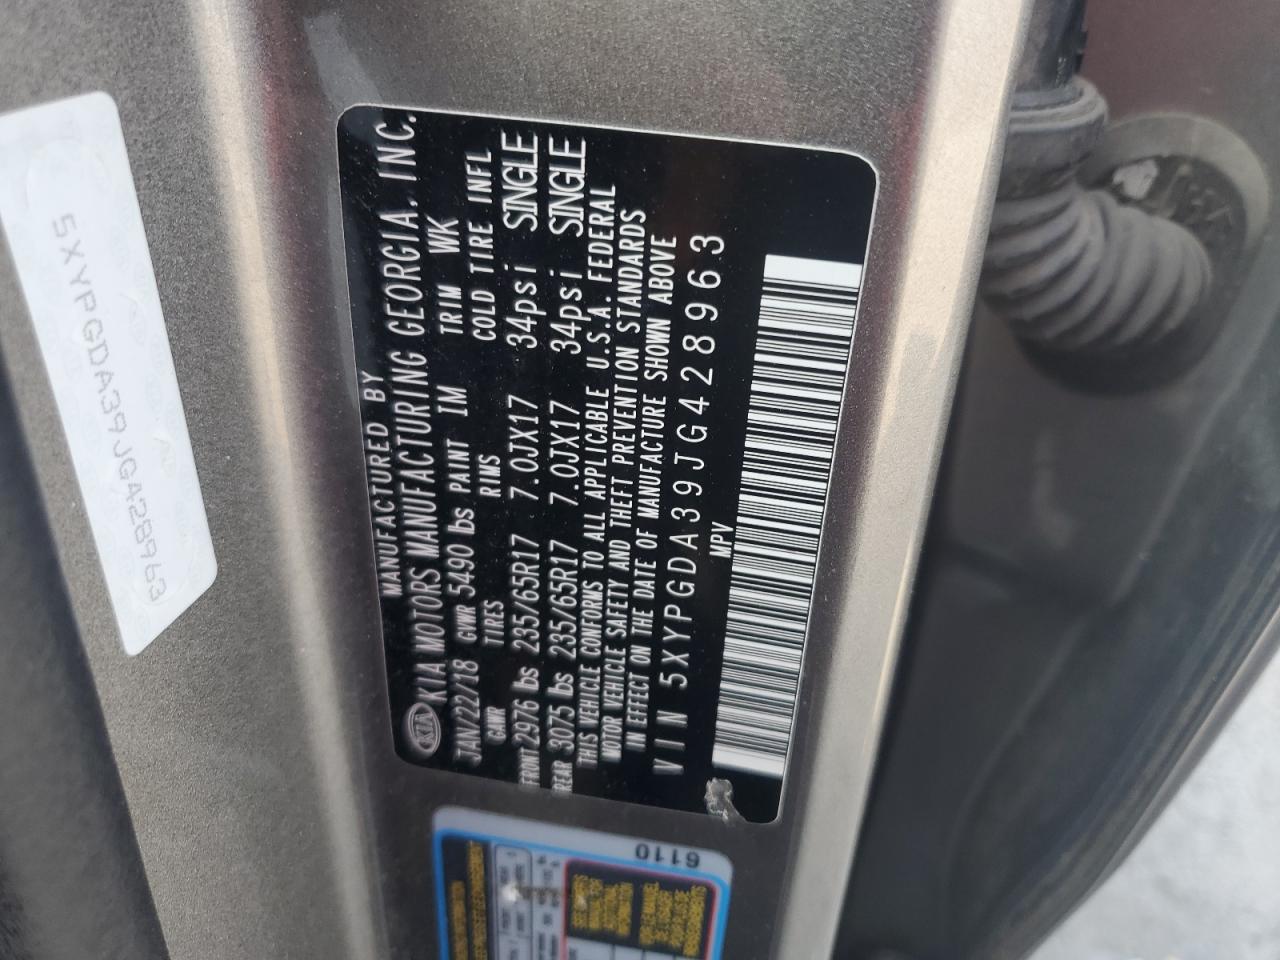 5XYPGDA39JG428963
MANUFACTURED BY
KIA KIA MOTORS MANUFACTURING GEORGIA, INC.
JAN/22/18 GVWR 5490 lbs PAINT IM TRIM WK
GAWR TIRES RIMS COLD TIRE INFL
FRONT 2976 lbs 235/65R17 7.0JX17 34psi SINGLE
REAR 3075 lbs 235/65R17 7.0JX17 34psi SINGLE
THIS VEHICLE CONFORMS TO ALL APPLICABLE U.S.A. FEDERAL
MOTOR VEHICLE SAFETY AND THEFT PREVENTION STANDARDS
IN EFFECT ON THE DATE OF MANUFACTURE SHOWN ABOVE
VIN 5XYPGDA39JG428963
MPV
6110